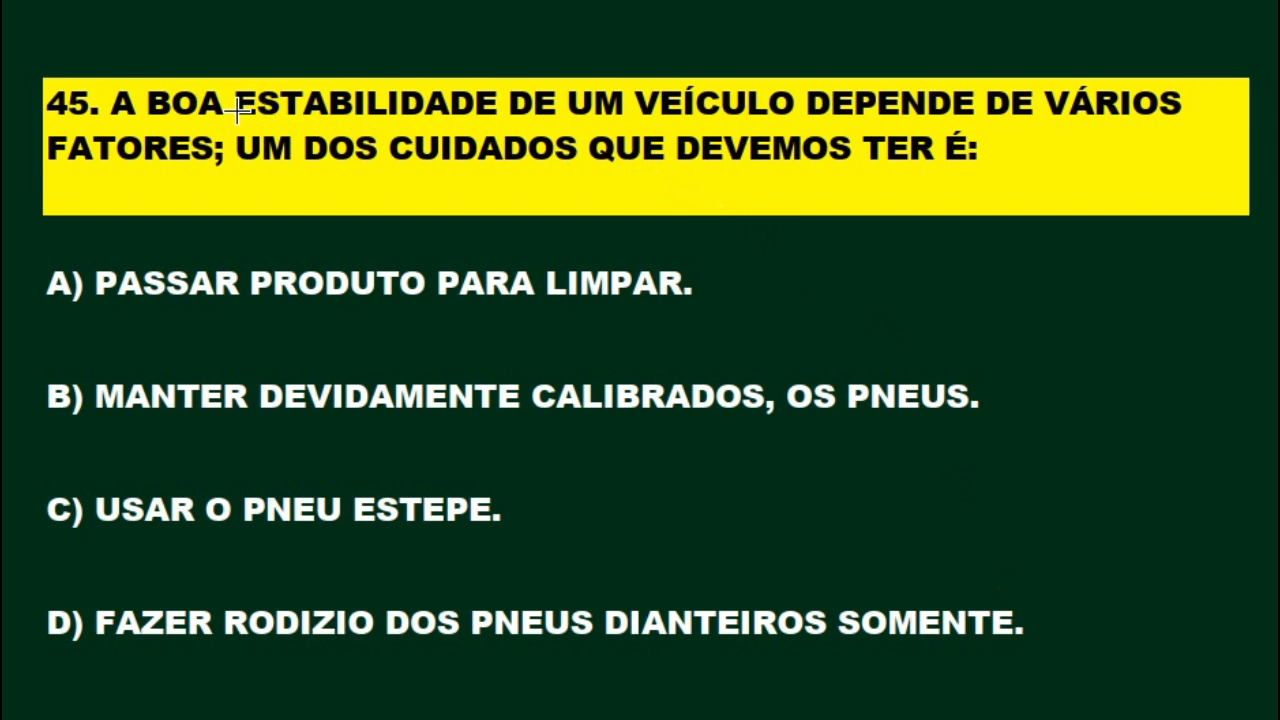 45. A BOA ESTABILIDADE DE UM VEÍCULO DEPENDE DE VÁRIOS
FATORES; UM DOS CUIDADOS QUE DEVEMOS TER É:
A) PASSAR PRODUTO PARA LIMPAR.
B) MANTER DEVIDAMENTE CALIBRADOS, OS PNEUS.
C) USAR O PNEU ESTEPE.
D) FAZER RODIZIO DOS PNEUS DIANTEIROS SOMENTE.